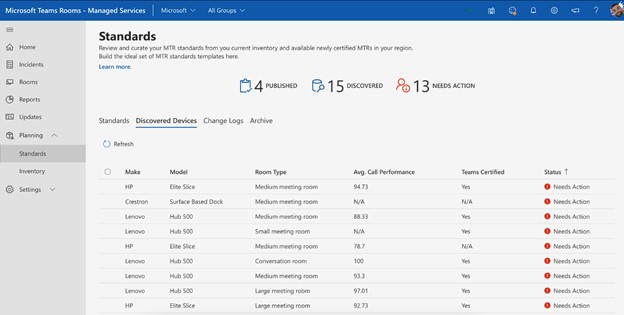 Microsoft Teams Rooms - Managed Services Microsoft All Groups
Home
Incidents
Rooms
Reports
Updates
Planning
Standards
Inventory
Settings
Standards
Review and curate your MTR standards from you current inventory and available newly certified MTRs in your region.
Build the ideal set of MTR standards templates here.
Learn more.
4 PUBLISHED 15 DISCOVERED 13 NEEDS ACTION
Standards Discovered Devices Change Logs Archive
Refresh
Make Model Room Type Avg. Call Performance Teams Certified Status ↑
HP Elite Slice Medium meeting room 94.73 Yes Needs Action
Crestron Surface Based Dock Medium meeting room N/A N/A Needs Action
Lenovo Hub 500 Medium meeting room 88.33 Yes Needs Action
Lenovo Hub 500 Small meeting room N/A Yes Needs Action
HP Elite Slice Medium meeting room 78.7 Yes Needs Action
Lenovo Hub 500 Conversation room 100 Yes Needs Action
Lenovo Hub 500 Medium meeting room 93.3 Yes Needs Action
Lenovo Hub 500 Large meeting room 97.01 Yes Needs Action
HP Elite Slice Large meeting room 92.73 Yes Needs Action